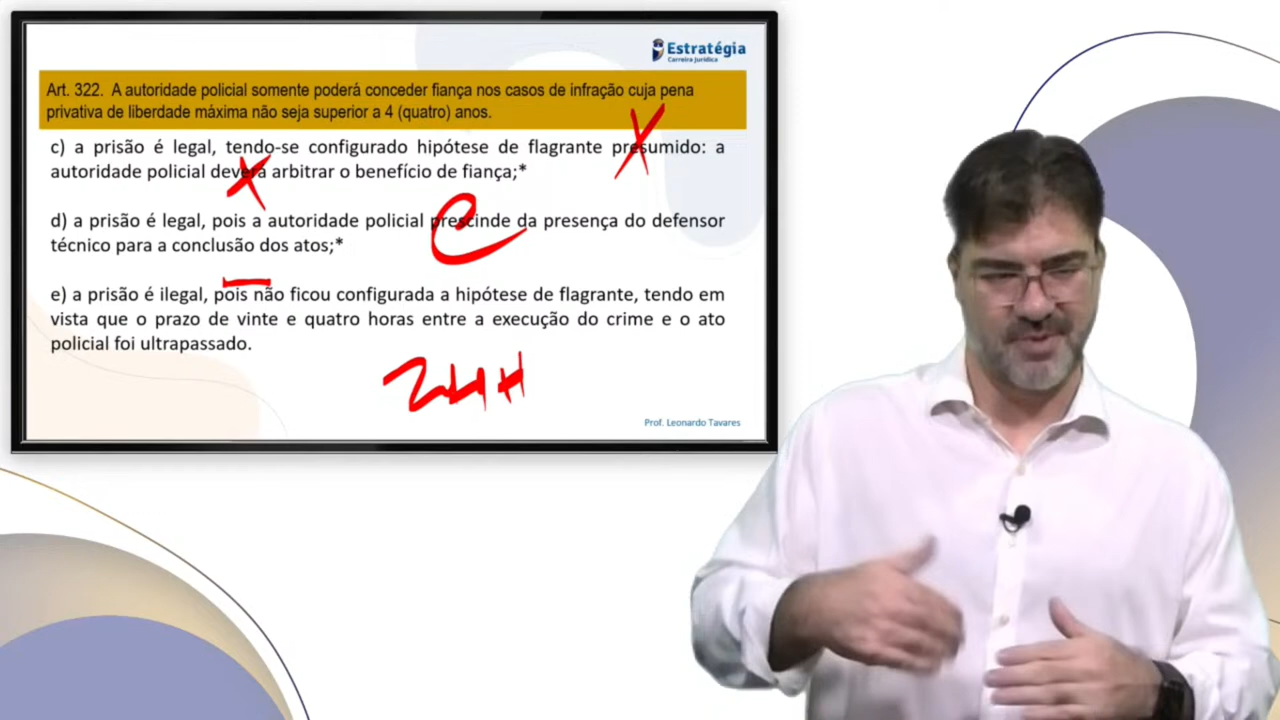 Estratégia
Carreira Jurídica
Art. 322. A autoridade policial somente poderá conceder fiança nos casos de infração cuja pena
privativa de liberdade máxima não seja superior a 4 (quatro) anos.
c) a prisão é legal, tendo-se configurado hipótese de flagrante presumido: a
autoridade policial deverá arbitrar o benefício de fiança;*
d) a prisão é legal, pois a autoridade policial prescinde da presença do defensor
técnico para a conclusão dos atos;*
e) a prisão é ilegal, pois não ficou configurada a hipótese de flagrante, tendo em
vista que o prazo de vinte e quatro horas entre a execução do crime e o ato
policial foi ultrapassado.
24H
Prof. Leonardo Tavares